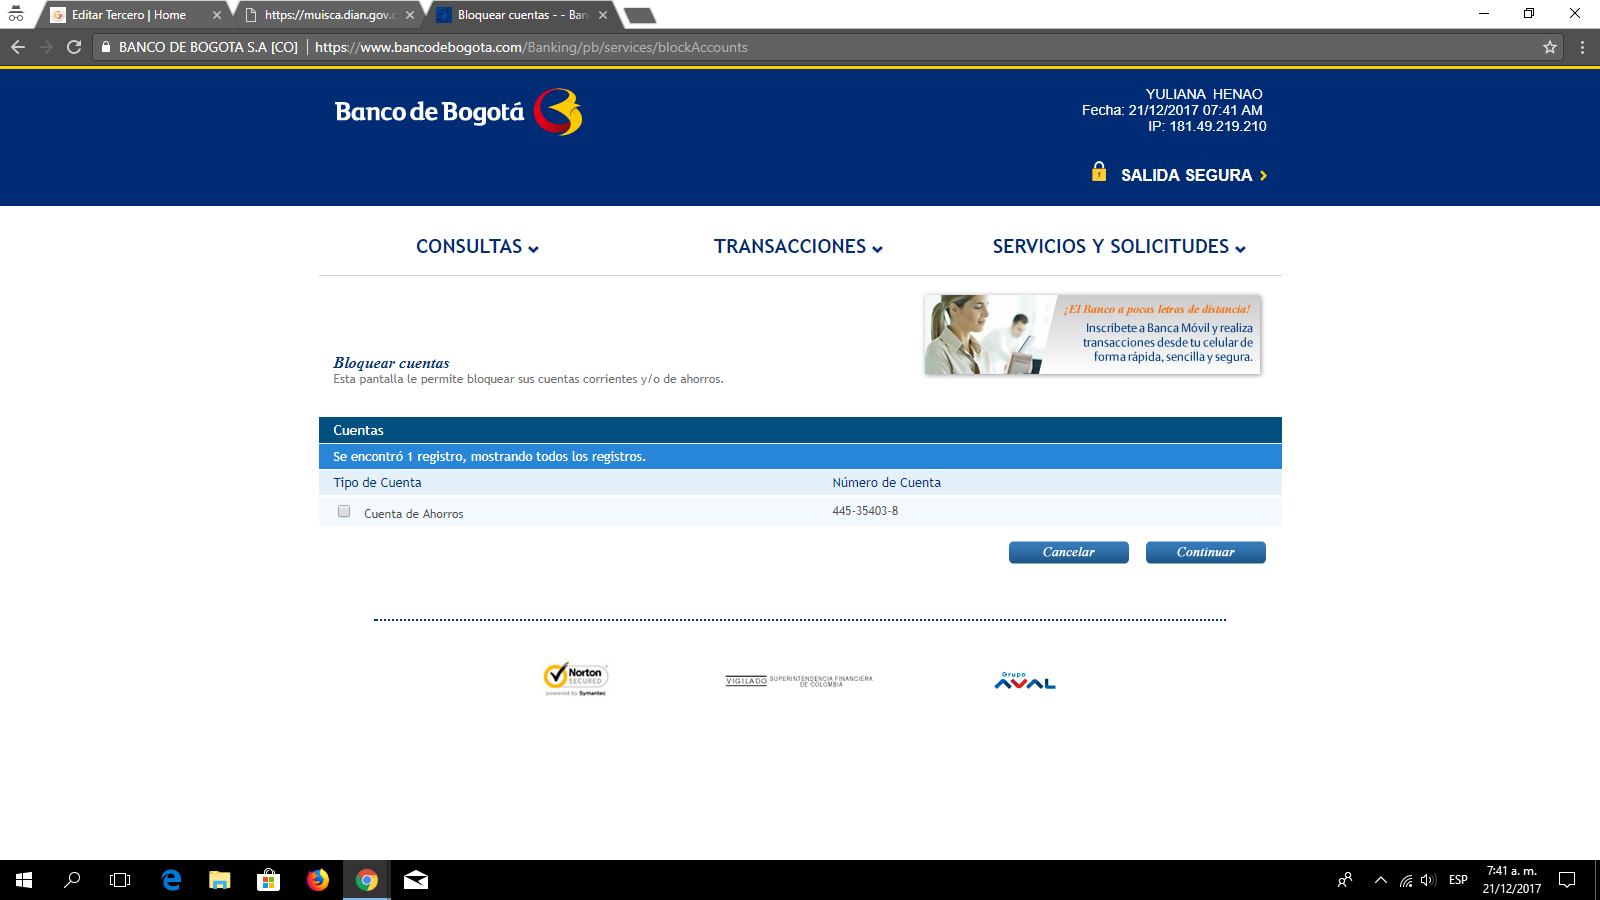 Editar Tercero | Home
https://muisca.dian.gov.c
Bloquear cuentas - - Ban
BANCO DE BOGOTA S.A [CO]
https://www.bancodebogota.com/Banking/pb/services/blockAccounts
Banco de Bogotá
YULIANA HENAO
Fecha: 21/12/2017 07:41 AM
IP: 181.49.219.210
SALIDA SEGURA
CONSULTAS
TRANSACCIONES
SERVICIOS Y SOLICITUDES
¡El Banco a pocas letras de distancia!
Inscribete a Banca Móvil y realiza
transacciones desde tu celular de
forma rápida, sencilla y segura.
Bloquear cuentas
Esta pantalla le permite bloquear sus cuentas corrientes y/o de ahorros.
Cuentas
Se encontró 1 registro, mostrando todos los registros.
Tipo de Cuenta
Número de Cuenta
Cuenta de Ahorros
445-35403-8
Cancelar
Continuar
Norton
SECURED
powered by Symantec
VIGILADO
SUPERINTENDENCIA FINANCIERA
DE COLOMBIA
Grupo
AVAL
ESP
7:41 a. m.
21/12/2017